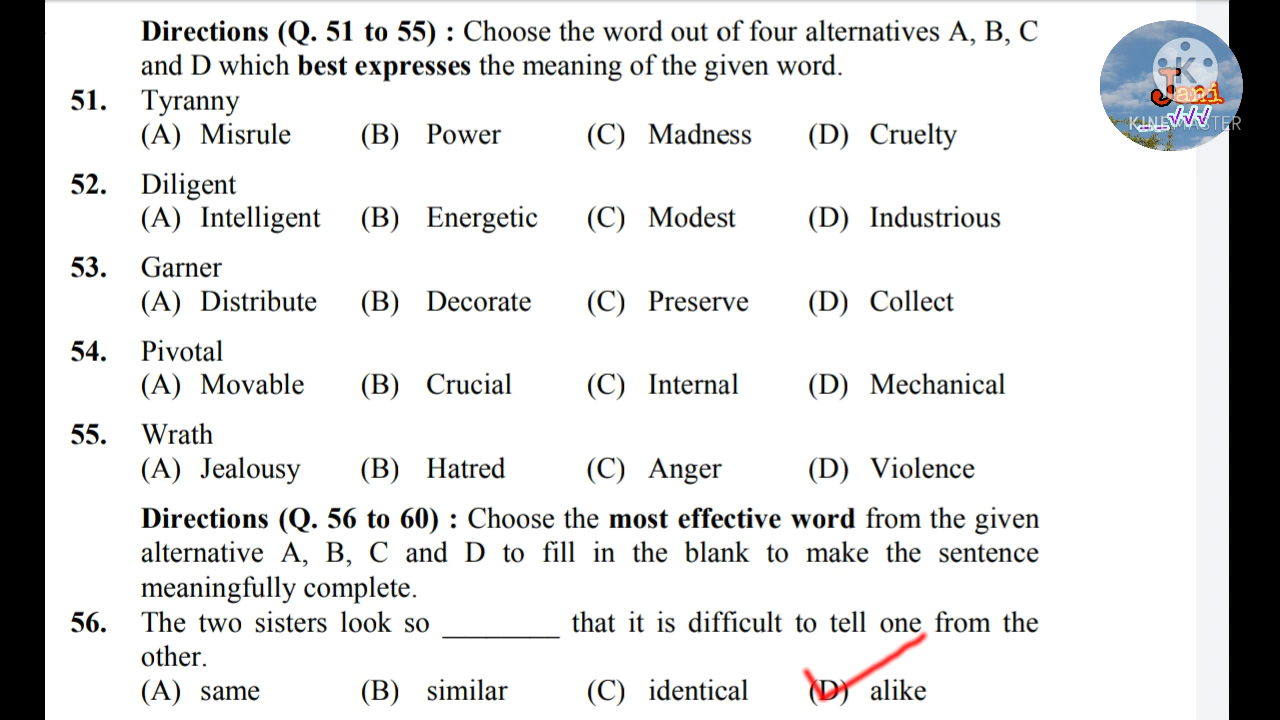 Directions (Q. 51 to 55) : Choose the word out of four alternatives A, B, C
and D which best expresses the meaning of the given word.
51. Tyranny
(A) Misrule (B) Power (C) Madness (D) Cruelty
52. Diligent
(A) Intelligent (B) Energetic (C) Modest (D) Industrious
53. Garner
(A) Distribute (B) Decorate (C) Preserve (D) Collect
54. Pivotal
(A) Movable (B) Crucial (C) Internal (D) Mechanical
55. Wrath
(A) Jealousy (B) Hatred (C) Anger (D) Violence
Directions (Q. 56 to 60) : Choose the most effective word from the given
alternative A, B, C and D to fill in the blank to make the sentence
meaningfully complete.
56. The two sisters look so ________ that it is difficult to tell one from the
other.
(A) same (B) similar (C) identical (D) alike
K
Jani
√√√
KINEMASTER